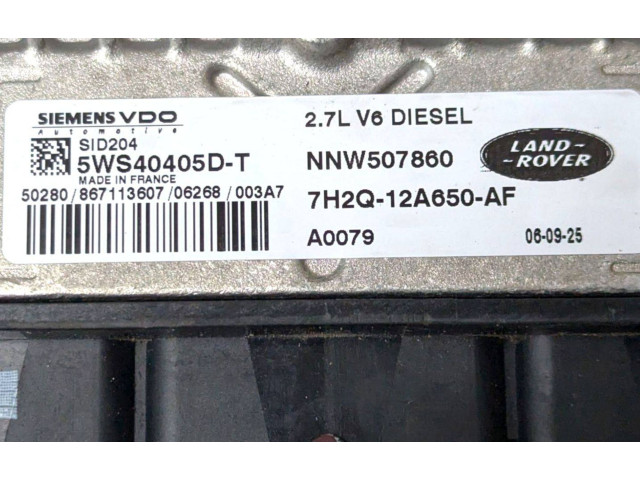 SIEMENS VDO
Automotive
SID204
5WS40405D-T
MADE IN FRANCE
50280/867113607/06268/003A7
2.7L V6 DIESEL
NNW507860
7H2Q-12A650-AF
A0079
06-09-25
LAND-
ROVER